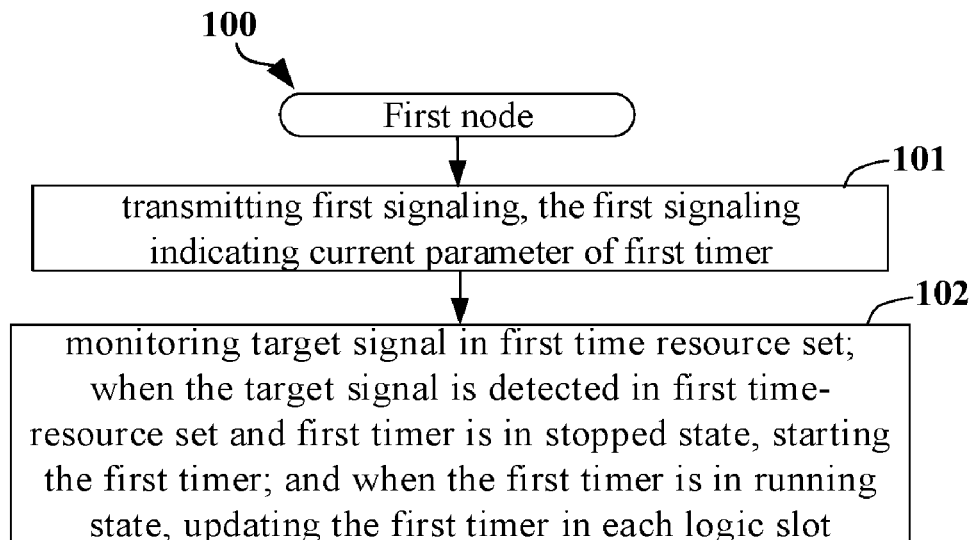 100
First node
101
transmitting first signaling, the first signaling
indicating current parameter of first timer
102
monitoring target signal in first time resource set;
when the target signal is detected in first time-
resource set and first timer is in stopped state, starting
the first timer; and when the first timer is in running
state, updating the first timer in each logic slot